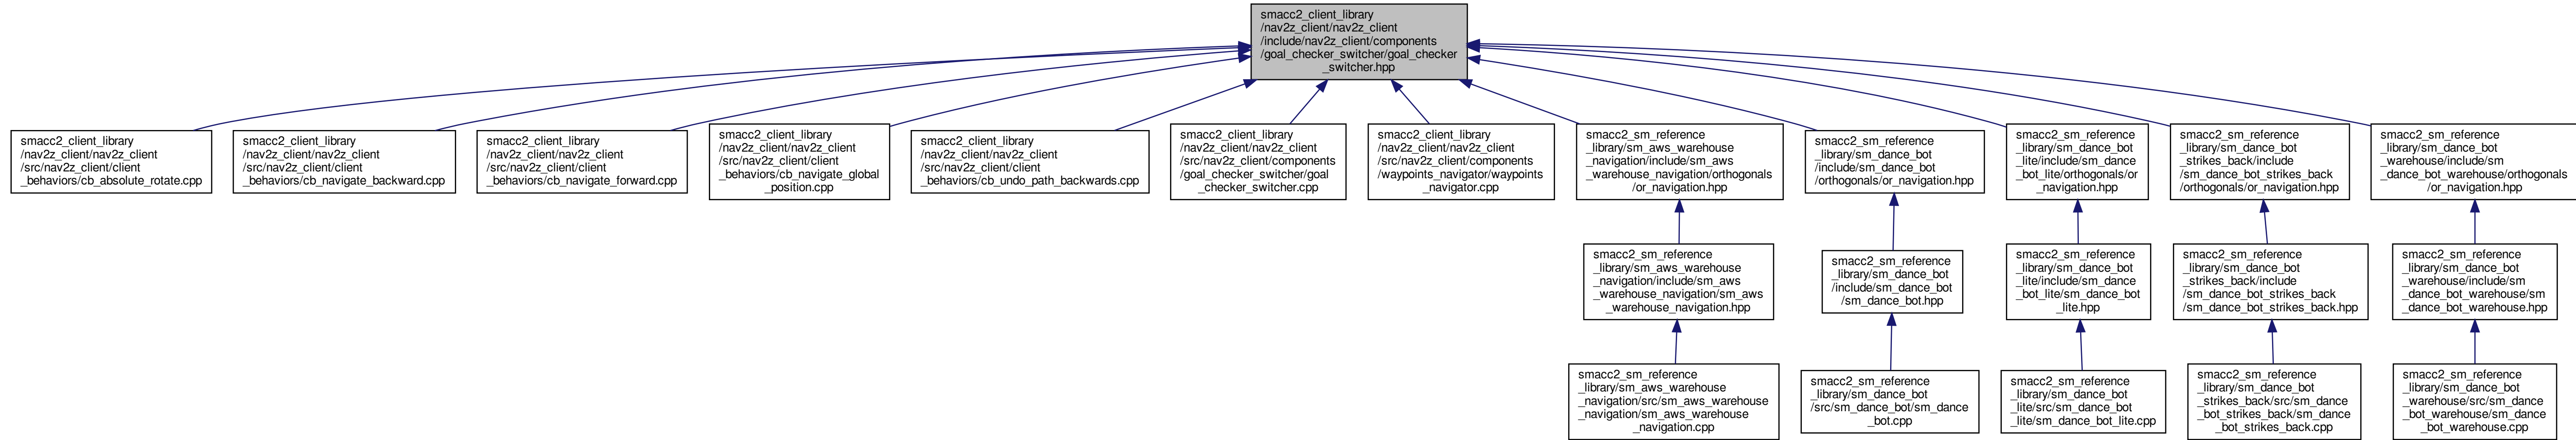 smacc2_client_library
/nav2z_client/nav2z_client
/include/nav2z_client/components
/goal_checker_switcher/goal_checker
_switcher.hpp
smacc2_client_library
/nav2z_client/nav2z_client
/src/nav2z_client/client
_behaviors/cb_absolute_rotate.cpp
smacc2_client_library
/nav2z_client/nav2z_client
/src/nav2z_client/client
_behaviors/cb_navigate_backward.cpp
smacc2_client_library
/nav2z_client/nav2z_client
/src/nav2z_client/client
_behaviors/cb_navigate_forward.cpp
smacc2_client_library
/nav2z_client/nav2z_client
/src/nav2z_client/client
_behaviors/cb_navigate_global
_position.cpp
smacc2_client_library
/nav2z_client/nav2z_client
/src/nav2z_client/client
_behaviors/cb_undo_path_backwards.cpp
smacc2_client_library
/nav2z_client/nav2z_client
/src/nav2z_client/components
/goal_checker_switcher/goal
_checker_switcher.cpp
smacc2_client_library
/nav2z_client/nav2z_client
/src/nav2z_client/components
/waypoints_navigator/waypoints
_navigator.cpp
smacc2_sm_reference
_library/sm_aws_warehouse
_navigation/include/sm_aws
_warehouse_navigation/orthogonals
/or_navigation.hpp
smacc2_sm_reference
_library/sm_dance_bot
/include/sm_dance_bot
/orthogonals/or_navigation.hpp
smacc2_sm_reference
_library/sm_dance_bot
_lite/include/sm_dance
_bot_lite/orthogonals/or
_navigation.hpp
smacc2_sm_reference
_library/sm_dance_bot
_strikes_back/include
/sm_dance_bot_strikes_back
/orthogonals/or_navigation.hpp
smacc2_sm_reference
_library/sm_dance_bot
_warehouse/include/sm
_dance_bot_warehouse/orthogonals
/or_navigation.hpp
smacc2_sm_reference
_library/sm_aws_warehouse
_navigation/include/sm_aws
_warehouse_navigation/sm_aws
_warehouse_navigation.hpp
smacc2_sm_reference
_library/sm_dance_bot
/include/sm_dance_bot
/sm_dance_bot.hpp
smacc2_sm_reference
_library/sm_dance_bot
_lite/include/sm_dance
_bot_lite/sm_dance_bot
_lite.hpp
smacc2_sm_reference
_library/sm_dance_bot
_strikes_back/include
/sm_dance_bot_strikes_back
/sm_dance_bot_strikes_back.hpp
smacc2_sm_reference
_library/sm_dance_bot
_warehouse/include/sm
_dance_bot_warehouse/sm
_dance_bot_warehouse.hpp
smacc2_sm_reference
_library/sm_aws_warehouse
_navigation/src/sm_aws_warehouse
_navigation/sm_aws_warehouse
_navigation.cpp
smacc2_sm_reference
_library/sm_dance_bot
/src/sm_dance_bot/sm_dance
_bot.cpp
smacc2_sm_reference
_library/sm_dance_bot
_lite/src/sm_dance_bot
_lite/sm_dance_bot_lite.cpp
smacc2_sm_reference
_library/sm_dance_bot
_strikes_back/src/sm_dance
_bot_strikes_back/sm_dance
_bot_strikes_back.cpp
smacc2_sm_reference
_library/sm_dance_bot
_warehouse/src/sm_dance
_bot_warehouse/sm_dance
_bot_warehouse.cpp